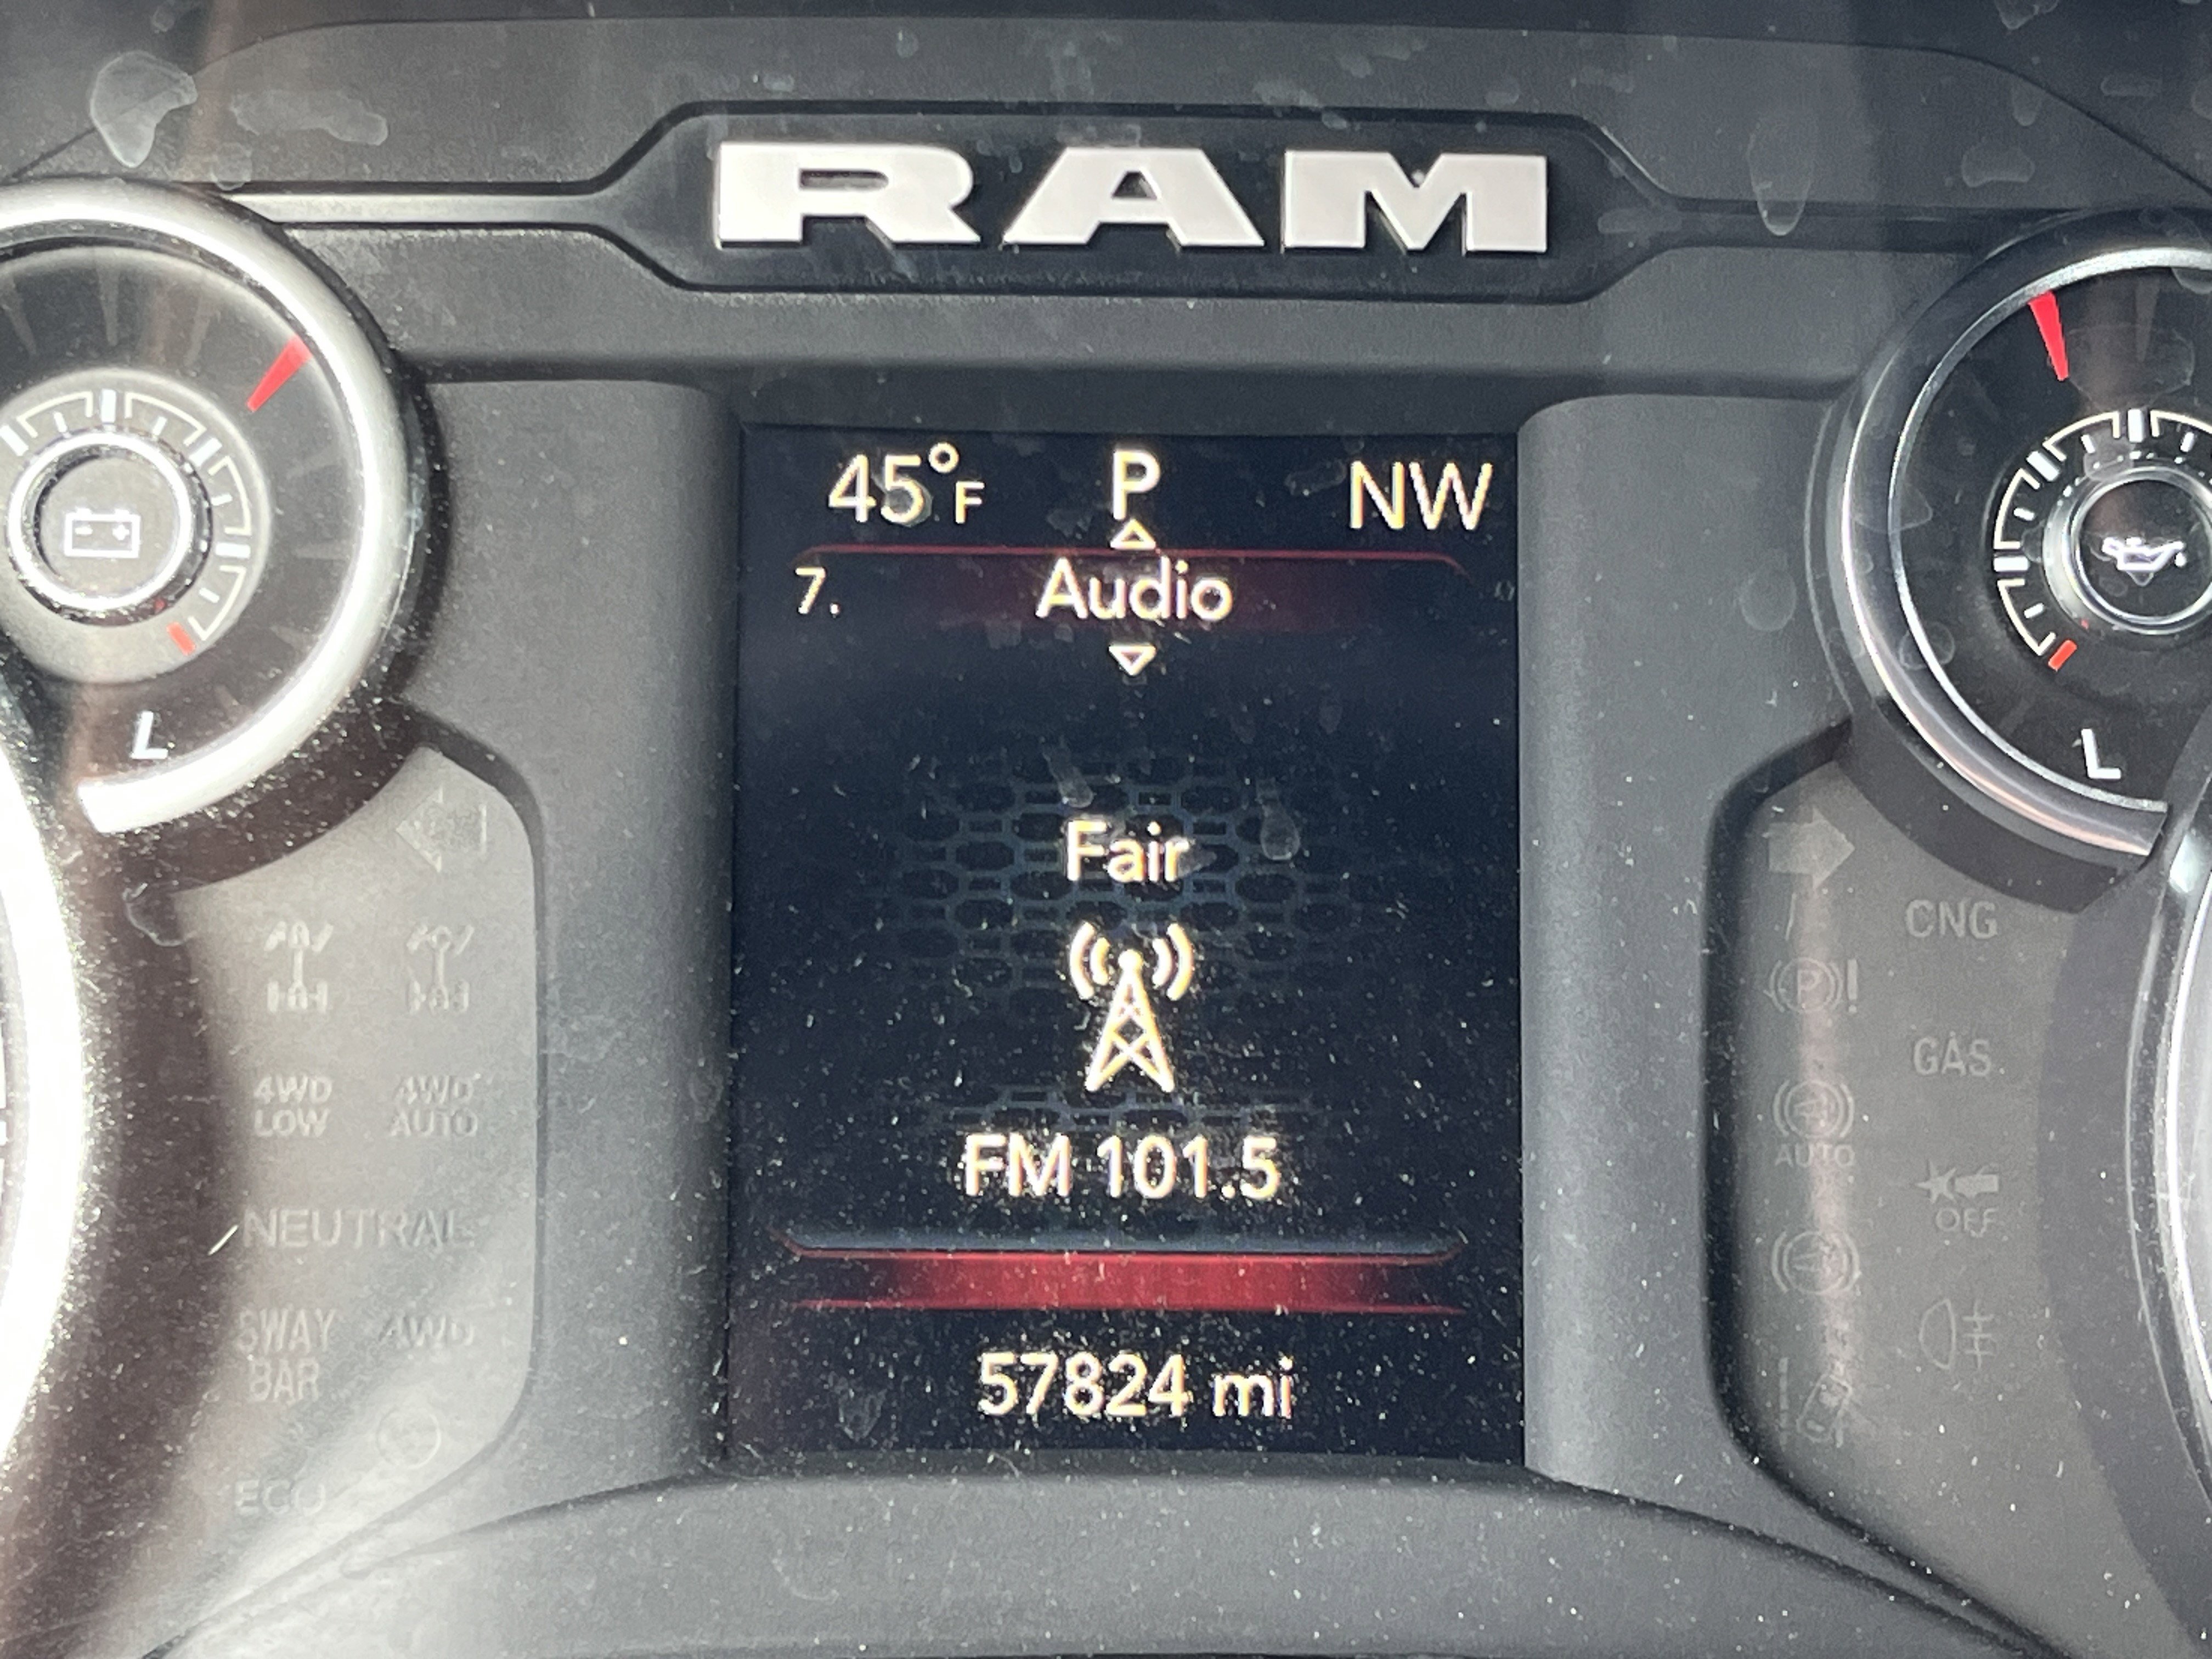 RAM
45°F P NW
7. Audio
Fair
FM 101.5
57824 mi
L
L
4WD LOW
4WD AUTO
NEUTRAL
SWAY BAR
4WD
ECO
CNG
P!
GAS
A
AUTO
OFF